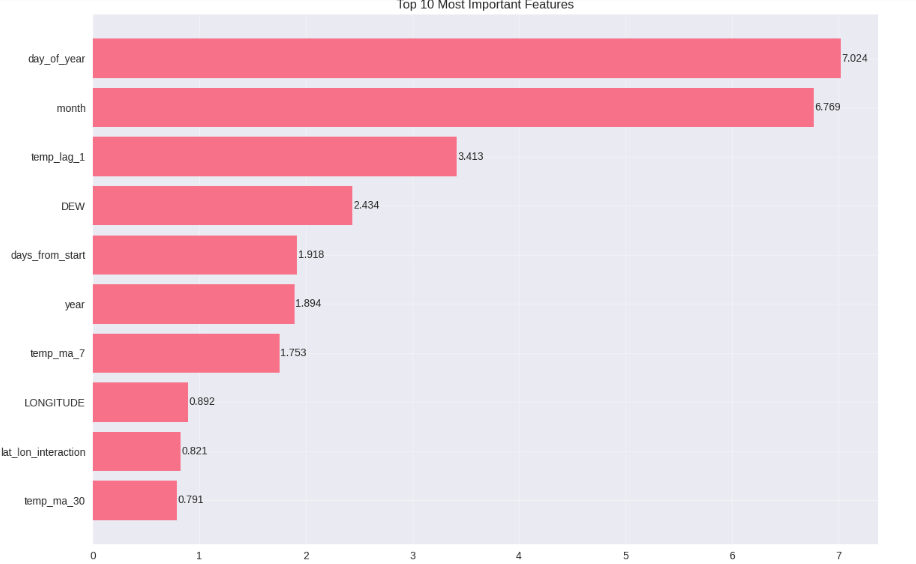 Top 10 Most Important Features
day_of_year
7.024
month
6.769
temp_lag_1
3.413
DEW
2.434
days_from_start
1.918
year
1.894
temp_ma_7
1.753
LONGITUDE
0.892
lat_lon_interaction
0.821
temp_ma_30
0.791
0 1 2 3 4 5 6 7